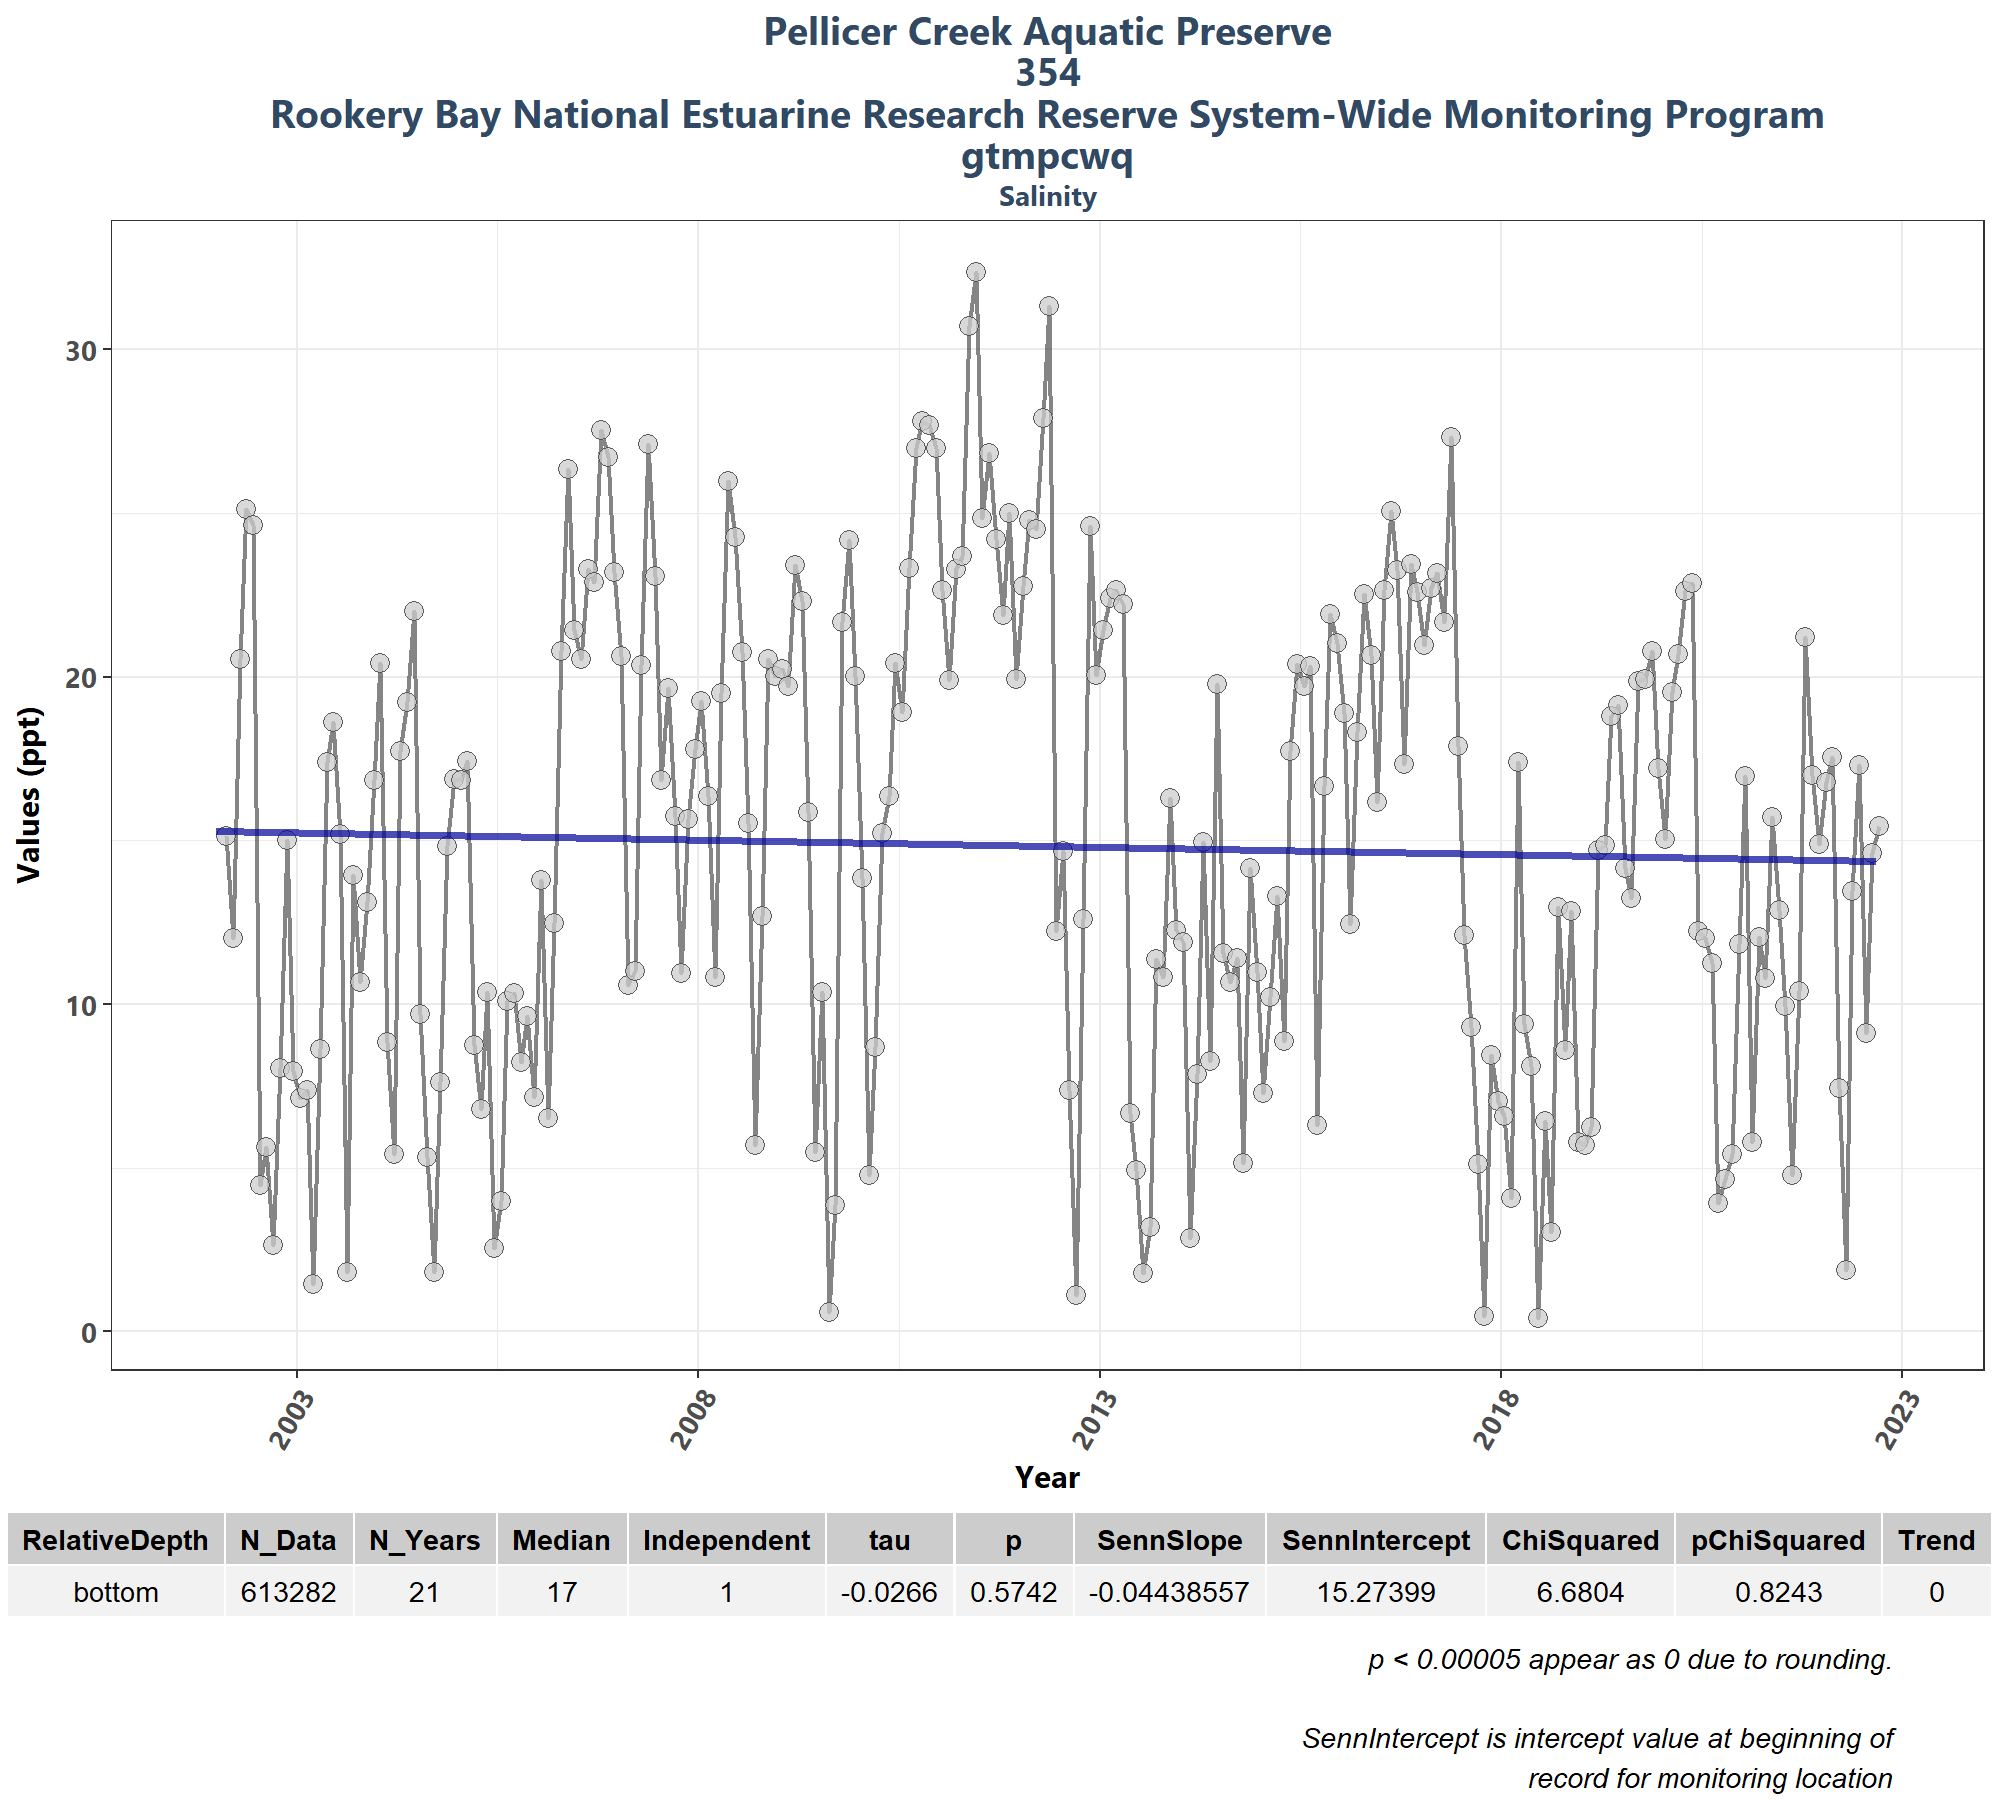 Pellicer Creek Aquatic Preserve
354
Rookery Bay National Estuarine Research Reserve System-Wide Monitoring Program
gtmpcwq
Salinity
Values (ppt)
30
20
10
0
2003
2008
2013
2018
2023
Year
RelativeDepth N_Data N_Years Median Independent tau p SennSlope SennIntercept ChiSquared pChiSquared Trend
bottom 613282 21 17 1 -0.0266 0.5742 -0.04438557 15.27399 6.6804 0.8243 0
p < 0.00005 appear as 0 due to rounding.
SennIntercept is intercept value at beginning of
record for monitoring location